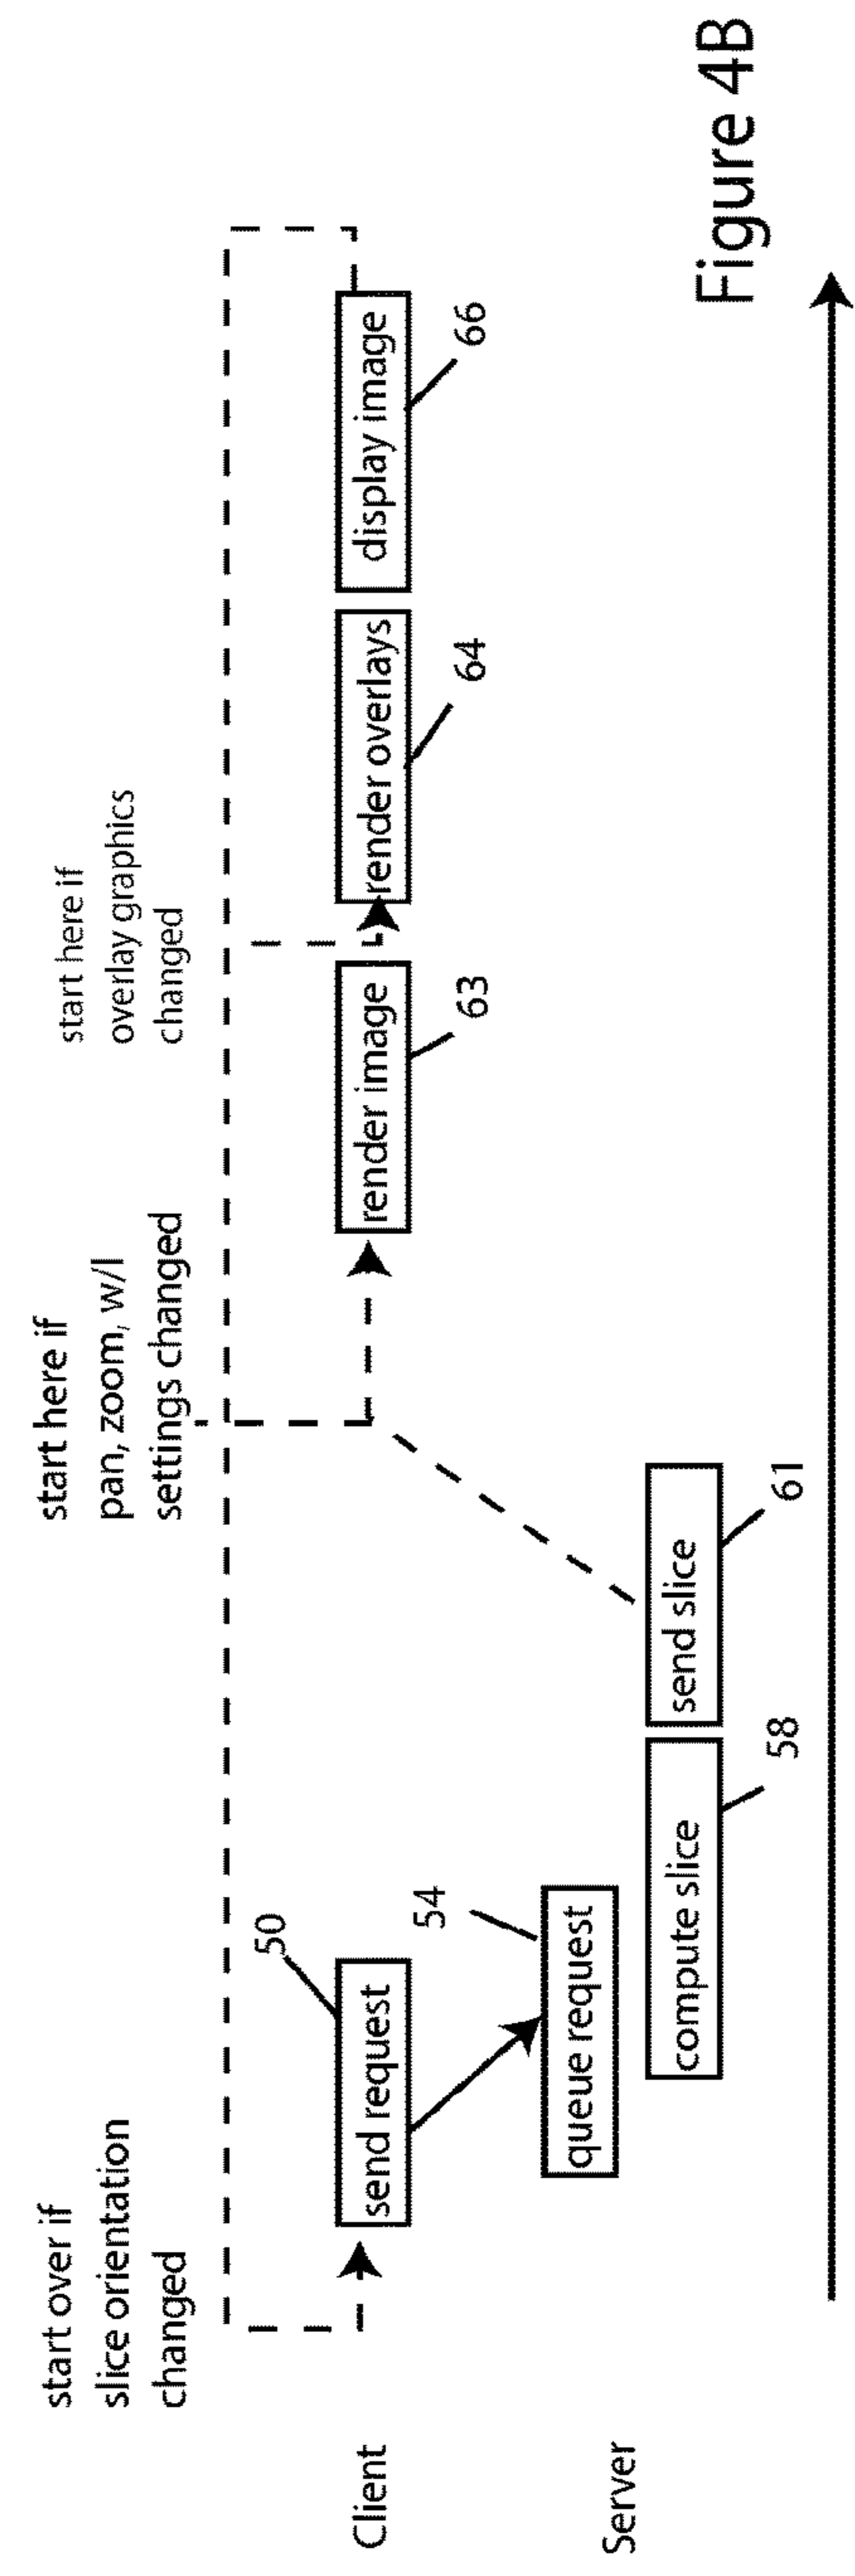 start over if
slice orientation
changed
start here if
pan, zoom, w/l
settings changed
start here if
overlay graphics
changed
Client
50
send request
render image
63
render overlays
64
display image
66
Server
54
queue request
compute slice
58
send slice
61
Figure 4B